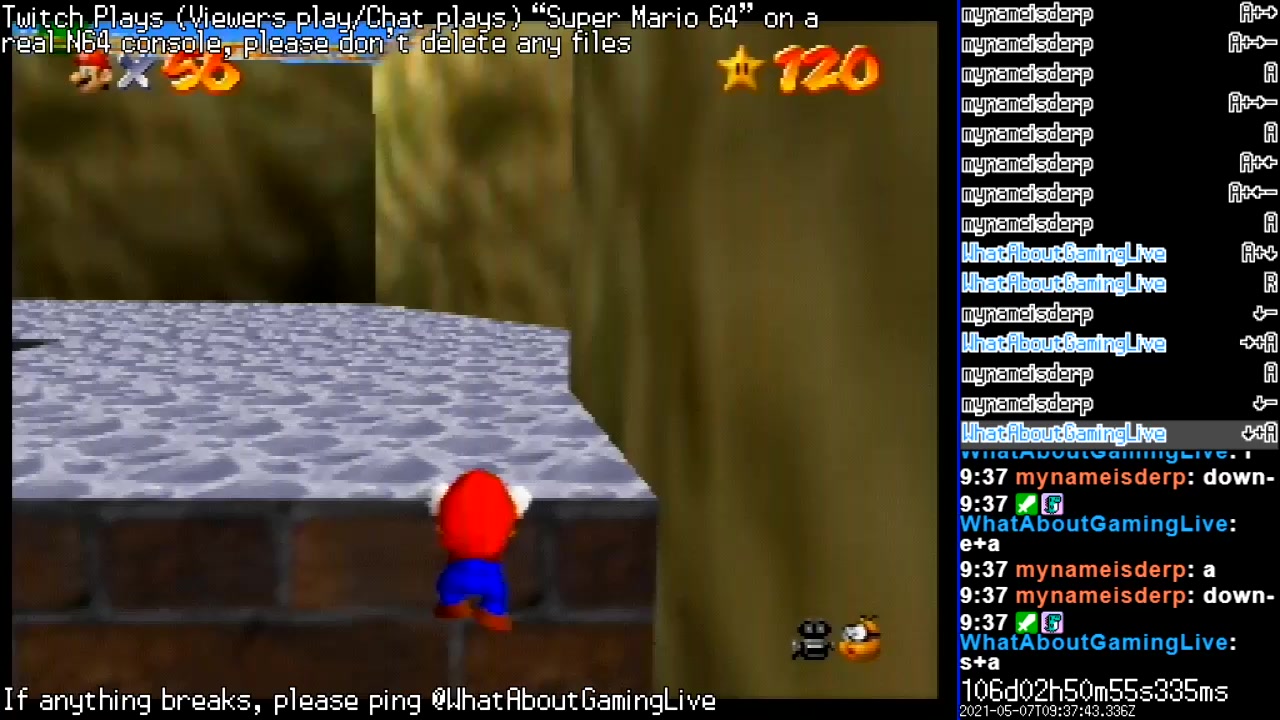 Twitch Plays (Viewers play/Chat plays) “Super Mario 64” on a
real N64 console, please don't delete any files
56
120
mynameisderp A+→
mynameisderp A+→-
mynameisderp A
mynameisderp A+→-
mynameisderp A
mynameisderp A+←
mynameisderp A+←-
mynameisderp A
WhatAboutGamingLive A+↓
WhatAboutGamingLive R
mynameisderp ↓-
WhatAboutGamingLive →+A
mynameisderp A
mynameisderp ↓-
WhatAboutGamingLive ↓+A
WhatAboutGamingLive:
9:37 mynameisderp: down-
9:37
WhatAboutGamingLive:
e+a
9:37 mynameisderp: a
9:37 mynameisderp: down-
9:37
WhatAboutGamingLive:
s+a
106d02h50m55s335ms
2021-05-07T09:37:43.336Z
If anything breaks, please ping @WhatAboutGamingLive